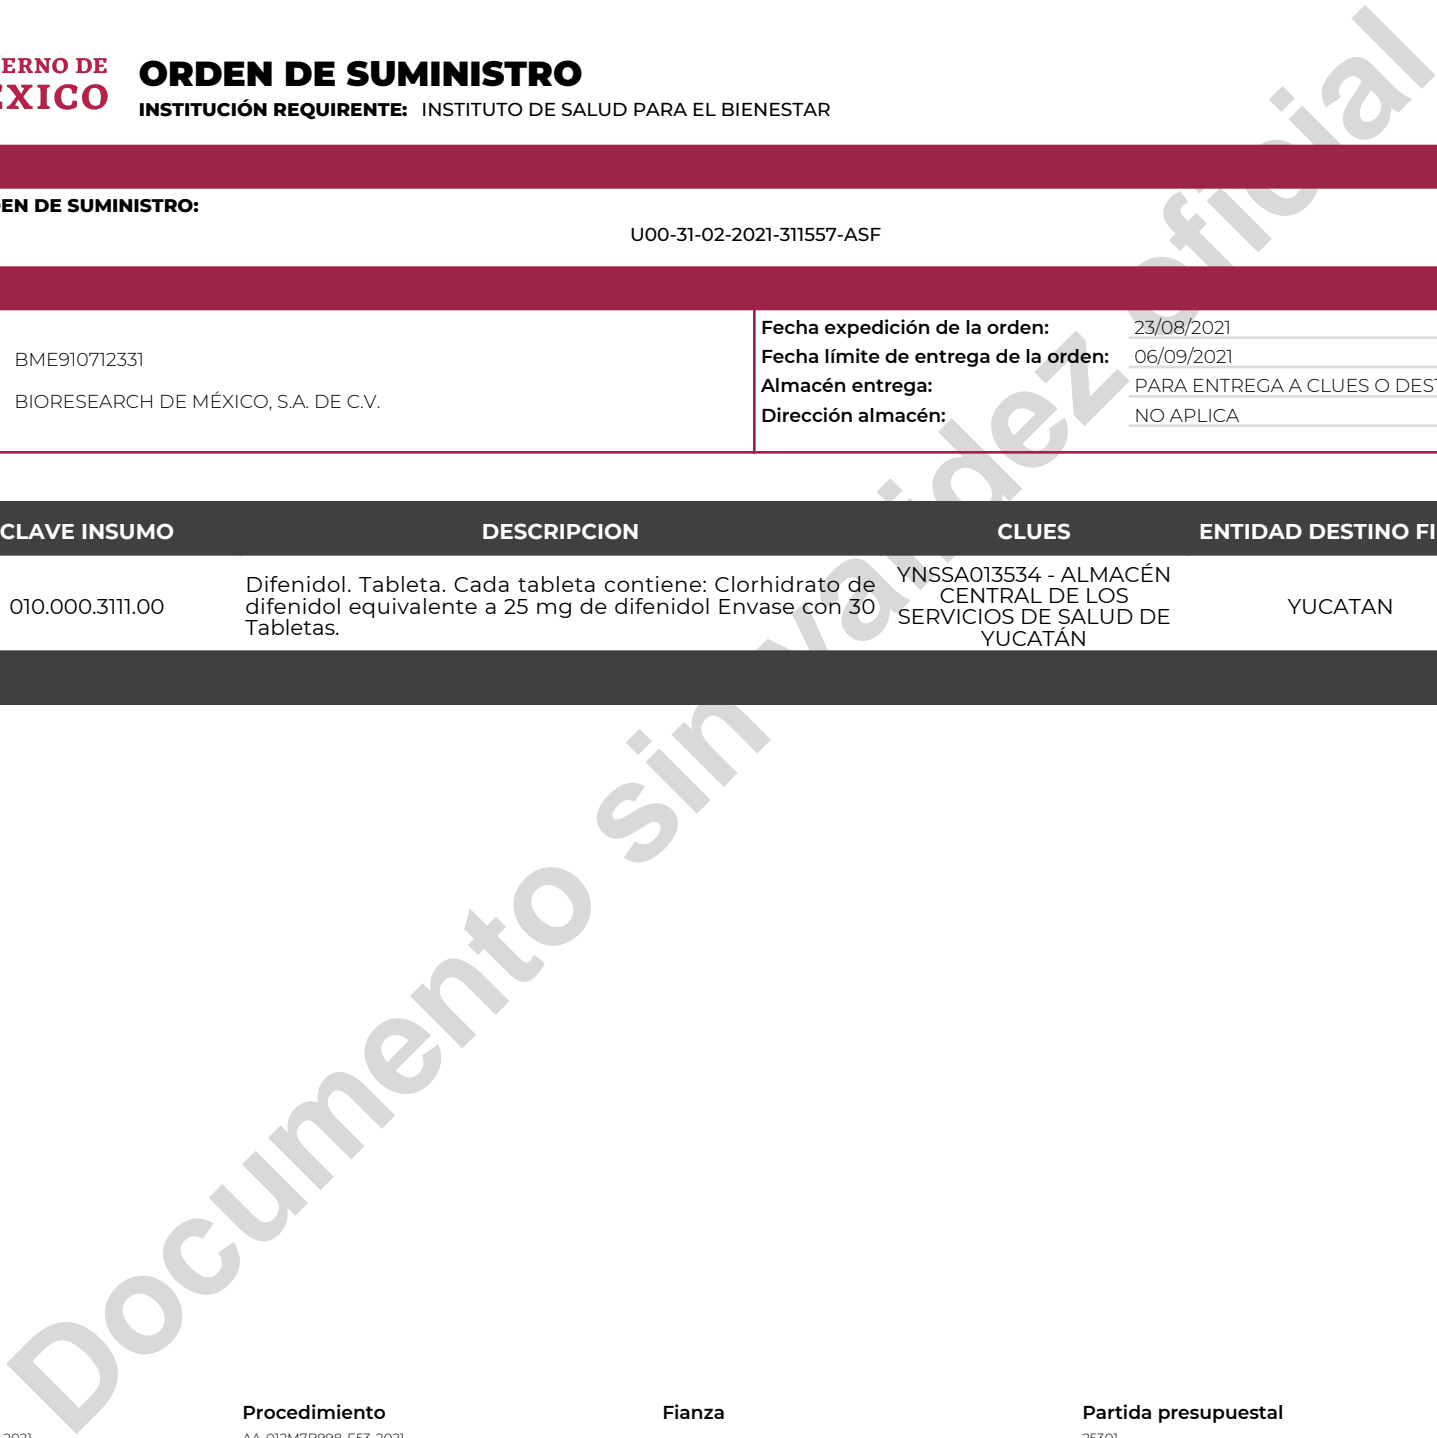 ERNO DE
ÉXICO
ORDEN DE SUMINISTRO
INSTITUCIÓN REQUIRENTE: INSTITUTO DE SALUD PARA EL BIENESTAR
EN DE SUMINISTRO:
U00-31-02-2021-311557-ASF
BME910712331
BIORESEARCH DE MÉXICO, S.A. DE C.V.
Fecha expedición de la orden: 23/08/2021
Fecha límite de entrega de la orden: 06/09/2021
Almacén entrega: PARA ENTREGA A CLUES O DEST
Dirección almacén: NO APLICA
CLAVE INSUMO DESCRIPCION CLUES ENTIDAD DESTINO FI
010.000.3111.00
Difenidol. Tableta. Cada tableta contiene: Clorhidrato de
difenidol equivalente a 25 mg de difenidol Envase con 30
Tabletas.
YNSSA013534 - ALMACÉN
CENTRAL DE LOS
SERVICIOS DE SALUD DE
YUCATÁN
YUCATAN
Documento sin validez oficial
Procedimiento Fianza Partida presupuestal